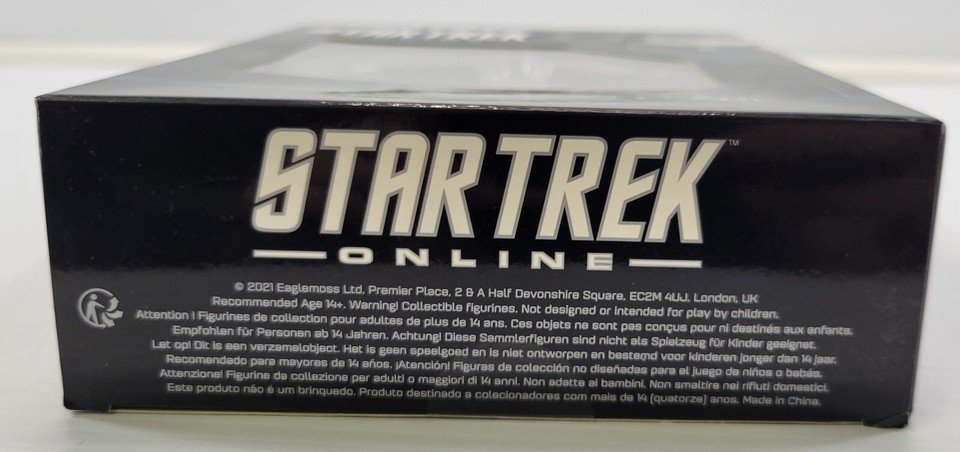 STAR TREK
STAR TREK™
ONLINE
© 2021 Eaglemoss Ltd, Premier Place, 2 & A Half Devonshire Square, EC2M 4UJ, London, UK
Recommended Age 14+. Warning! Collectible figurines. Not designed or intended for play by children.
Attention ! Figurines de collection pour adultes de plus de 14 ans. Ces objets ne sont pas conçus pour ni destinés aux enfants.
Empfohlen für Personen ab 14 Jahren. Achtung! Diese Sammlerfiguren sind nicht als Spielzeug für Kinder geeignet.
Let op! Dit is een verzamelobject. Het is geen speelgoed en is niet ontworpen en bestemd voor kinderen jonger dan 14 jaar.
Recomendado para mayores de 14 años. ¡Atención! Figuras de colección no diseñadas para el juego de niños o bebés.
Attenzione! Figurine da collezione per adulti o maggiori di 14 anni. Non adatte ai bambini. Non smaltire nei rifiuti domestici.
Este produto não é um brinquedo. Produto destinado a colecionadores com mais de 14 (quatorze) anos. Made in China.